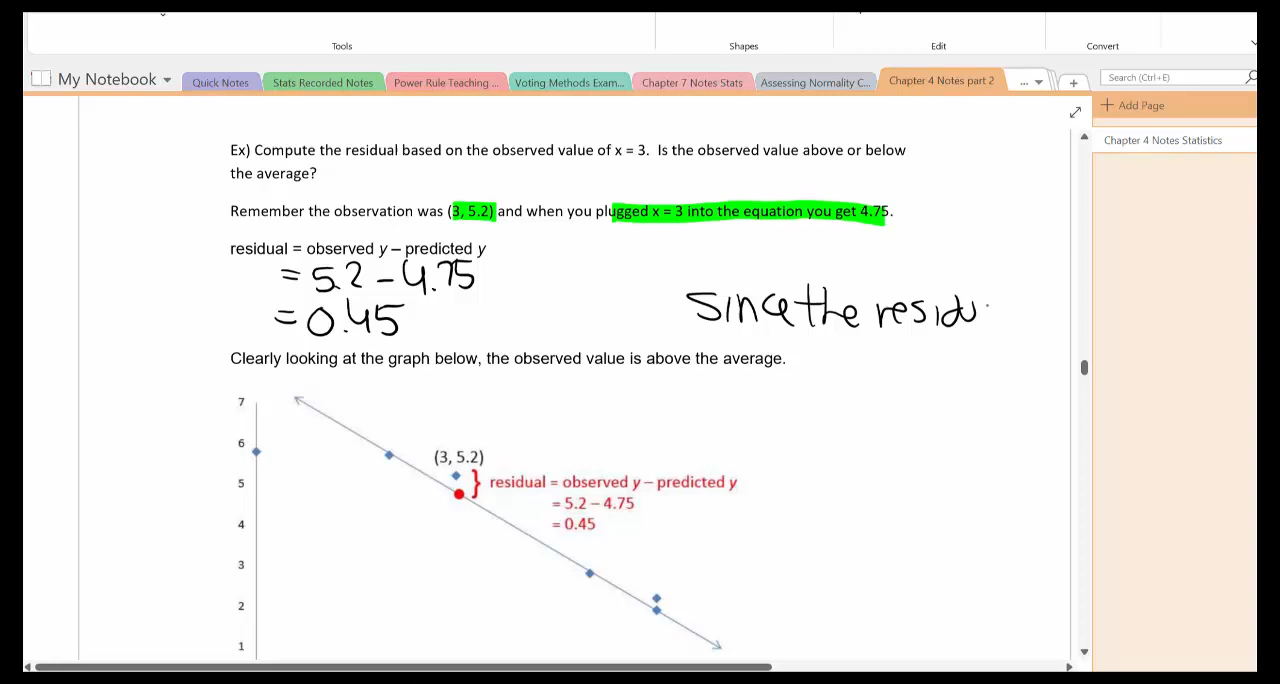 Tools
Shapes
Edit
Convert
My Notebook
Quick Notes
Stats Recorded Notes
Power Rule Teaching ...
Voting Methods Exam...
Chapter 7 Notes Stats
Assessing Normality C...
Chapter 4 Notes part 2
...
+
Search (Ctrl+E)
+ Add Page
Chapter 4 Notes Statistics
Ex) Compute the residual based on the observed value of x = 3. Is the observed value above or below
the average?
Remember the observation was (3, 5.2) and when you plugged x = 3 into the equation you get 4.75.
residual = observed y – predicted y
= 5.2 – 4.75
= 0.45
Since the residu
Clearly looking at the graph below, the observed value is above the average.
7
6
5
4
3
2
1
(3, 5.2)
} residual = observed y – predicted y
= 5.2 – 4.75
= 0.45